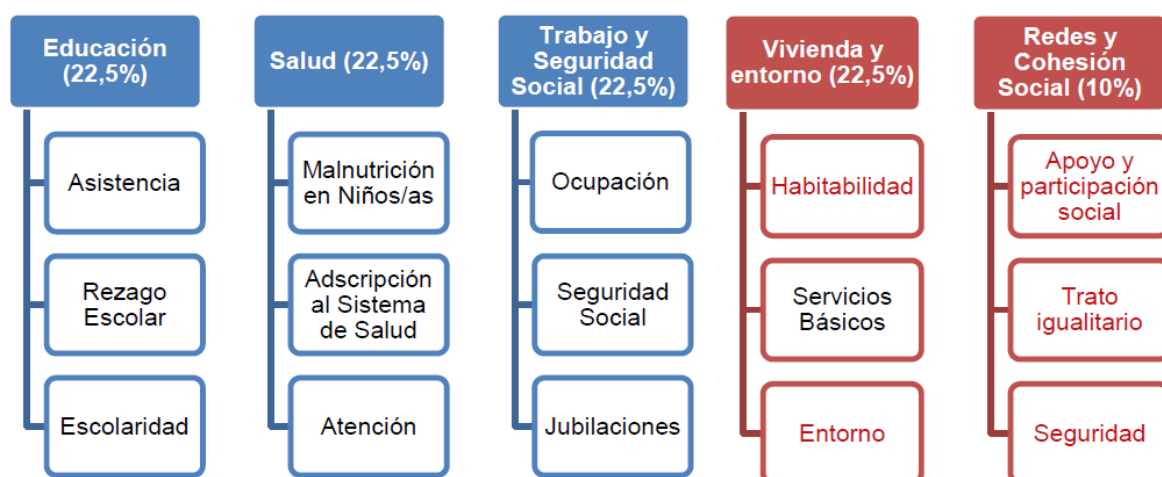 Educación
(22,5%)
Asistencia
Rezago
Escolar
Escolaridad
Salud (22,5%)
Malnutrición
en Niños/as
Adscripción
al Sistema
de Salud
Atención
Trabajo y
Seguridad
Social (22,5%)
Ocupación
Seguridad
Social
Jubilaciones
Vivienda y
entorno (22,5%)
Habitabilidad
Servicios
Básicos
Entorno
Redes y
Cohesión
Social (10%)
Apoyo y
participación
social
Trato
igualitario
Seguridad